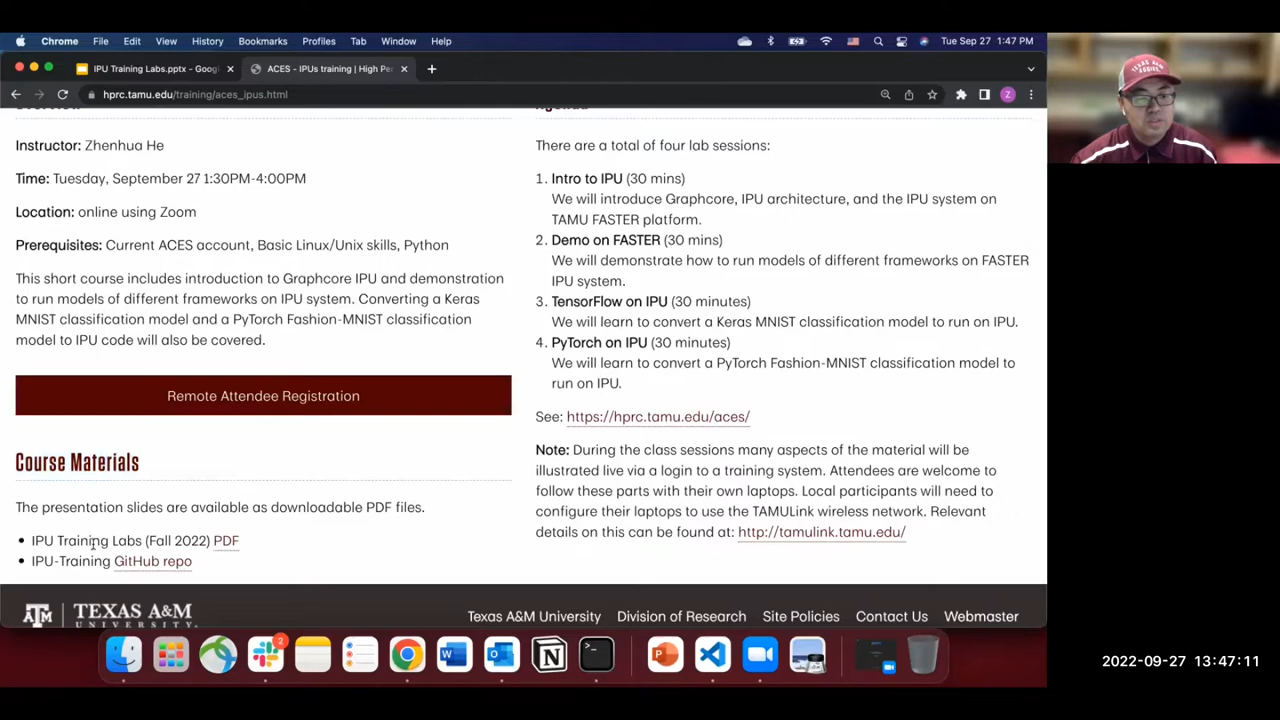 Chrome File Edit View History Bookmarks Profiles Tab Window Help Tue Sep 27 1:47 PM
IPU Training Labs.pptx - Goog
ACES - IPUs training | High Pe
hprc.tamu.edu/training/aces_ipus.html
Z
Instructor: Zhenhua He
Time: Tuesday, September 27 1:30PM-4:00PM
Location: online using Zoom
Prerequisites: Current ACES account, Basic Linux/Unix skills, Python
This short course includes introduction to Graphcore IPU and demonstration
to run models of different frameworks on IPU system. Converting a Keras
MNIST classification model and a PyTorch Fashion-MNIST classification
model to IPU code will also be covered.
Remote Attendee Registration
Course Materials
The presentation slides are available as downloadable PDF files.
• IPU Training Labs (Fall 2022) PDF
• IPU-Training GitHub repo
There are a total of four lab sessions:
1. Intro to IPU (30 mins)
We will introduce Graphcore, IPU architecture, and the IPU system on
TAMU FASTER platform.
2. Demo on FASTER (30 mins)
We will demonstrate how to run models of different frameworks on FASTER
IPU system.
3. TensorFlow on IPU (30 minutes)
We will learn to convert a Keras MNIST classification model to run on IPU.
4. PyTorch on IPU (30 minutes)
We will learn to convert a PyTorch Fashion-MNIST classification model to
run on IPU.
See: https://hprc.tamu.edu/aces/
Note: During the class sessions many aspects of the material will be
illustrated live via a login to a training system. Attendees are welcome to
follow these parts with their own laptops. Local participants will need to
configure their laptops to use the TAMULink wireless network. Relevant
details on this can be found at: http://tamulink.tamu.edu/
ATM TEXAS A&M
UNIVERSITY
Texas A&M University Division of Research Site Policies Contact Us Webmaster
2
TEXAS A&M
AGGIES
2022-09-27 13:47:11